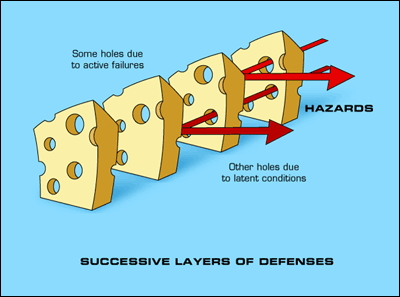 Some holes due
to active failures
HAZARDS
Other holes due
to latent conditions
SUCCESSIVE LAYERS OF DEFENSES